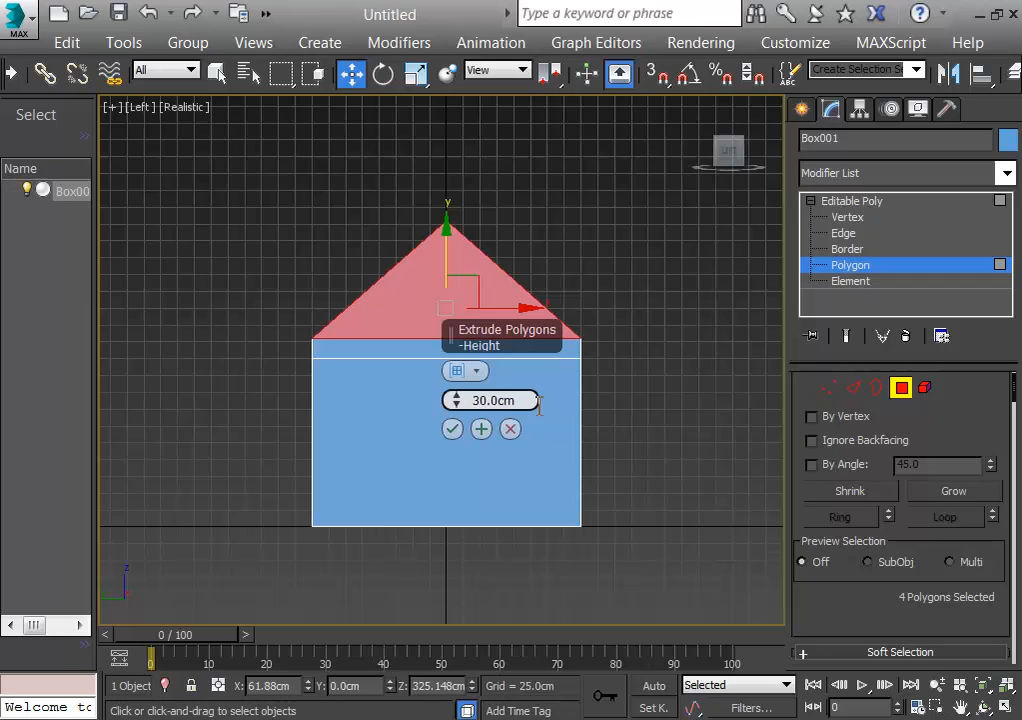 Untitled
Type a keyword or phrase
MAX
Edit Tools Group Views Create Modifiers Animation Graph Editors Rendering Customize MAXScript Help
All
View
Create Selection Se
Select
[+] [Left ] [Realistic ]
Name
Box00
y
z
Extrude Polygons
-Height
30.0cm
Box001
Modifier List
Editable Poly
Vertex
Edge
Border
Polygon
Element
By Vertex
Ignore Backfacing
By Angle: 45.0
Shrink Grow
Ring Loop
Preview Selection
Off SubObj Multi
4 Polygons Selected
Soft Selection
0 / 100
0 10 20 30 40 50 60 70 80 90 100
1 Object X: 61.88cm Y: 0.0cm Z: 325.148cm Grid = 25.0cm Auto Selected
Welcome to Click or click-and-drag to select objects Add Time Tag Set K. Filters... 0